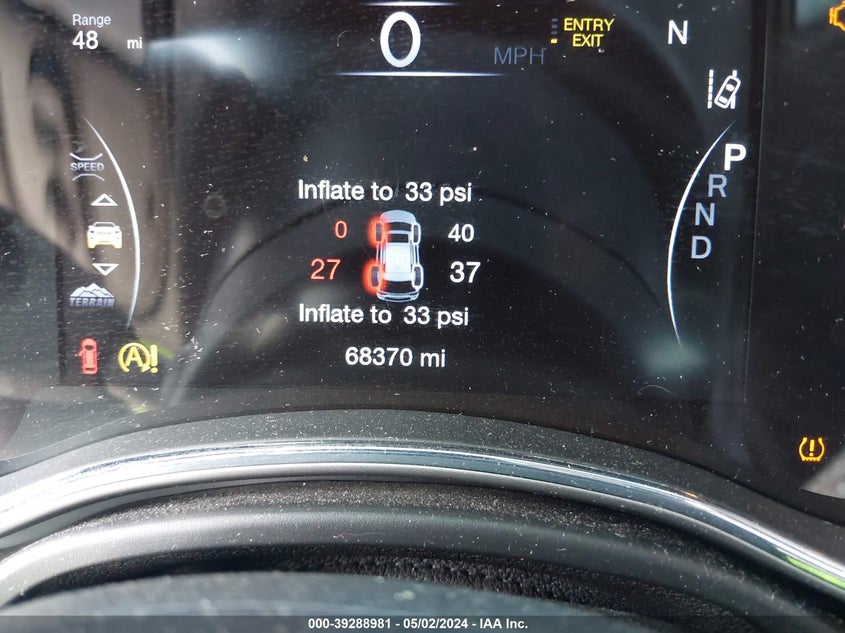 Range
48 mi
0
MPH
ENTRY
EXIT
N
SPEED
P
R
N
D
Inflate to 33 psi
0 40
27 37
Inflate to 33 psi
TERRAIN
A !
68370 mi
000-39288981 - 05/02/2024 - IAA Inc.